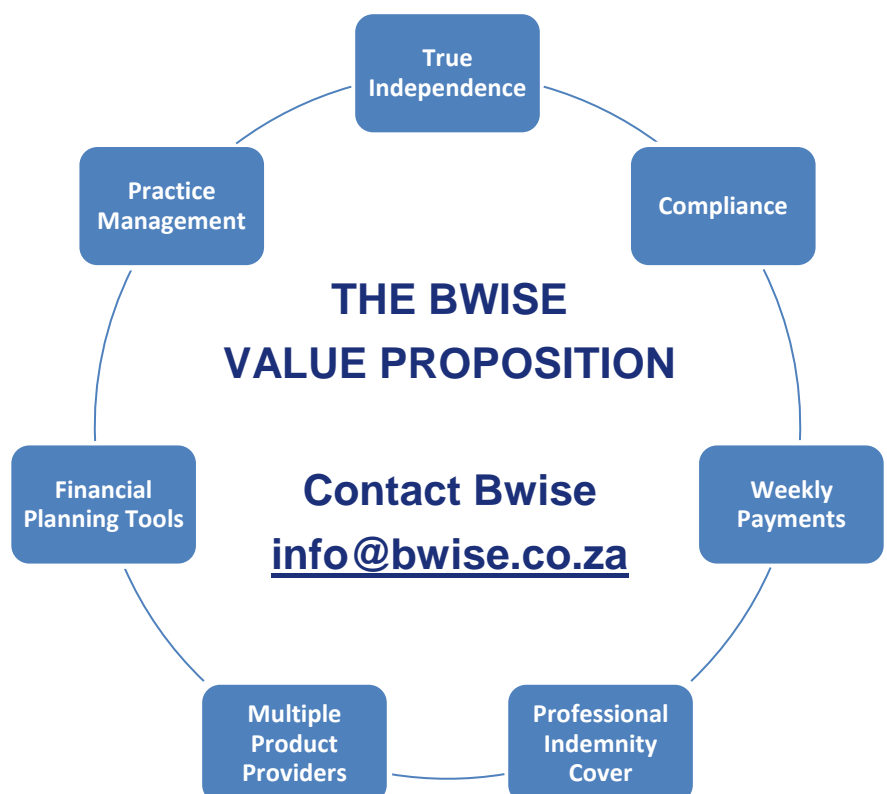 True
Independence
Compliance
Weekly
Payments
Professional
Indemnity
Cover
Multiple
Product
Providers
Financial
Planning Tools
Practice
Management
THE BWISE
VALUE PROPOSITION
Contact Bwise
info@bwise.co.za